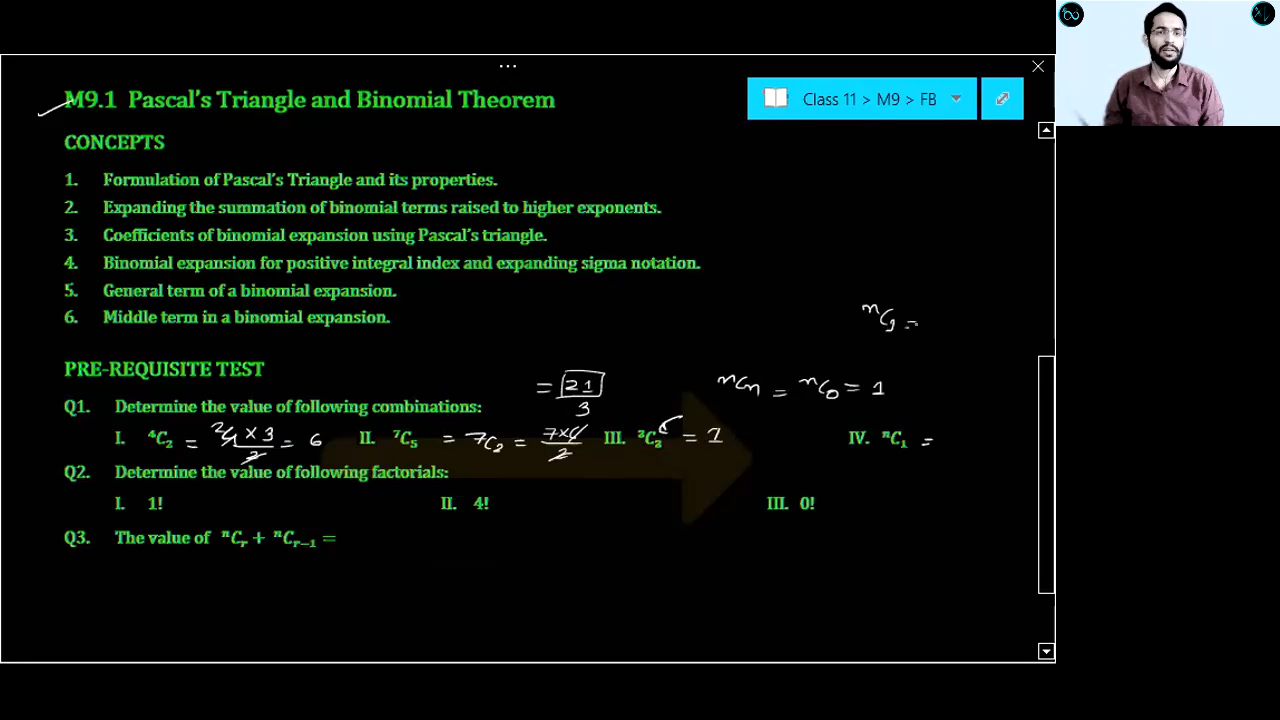 M9.1 Pascal's Triangle and Binomial Theorem
Class 11 > M9 > FB
CONCEPTS
1. Formulation of Pascal's Triangle and its properties.
2. Expanding the summation of binomial terms raised to higher exponents.
3. Coefficients of binomial expansion using Pascal's triangle.
4. Binomial expansion for positive integral index and expanding sigma notation.
5. General term of a binomial expansion.
6. Middle term in a binomial expansion.
ⁿC₁ =
PRE-REQUISITE TEST
= 21
ⁿCₙ = ⁿC₀ = 1
Q1. Determine the value of following combinations:
I. ⁴C₂ = 4 × 3 / 2 = 6 II. ⁷C₅ = ⁷C₂ = 7×6 / 2 3 III. ³C₃ = 1 IV. ⁿC₁ =
Q2. Determine the value of following factorials:
I. 1! II. 4! III. 0!
Q3. The value of ⁿCᵣ + ⁿCᵣ₋₁ =